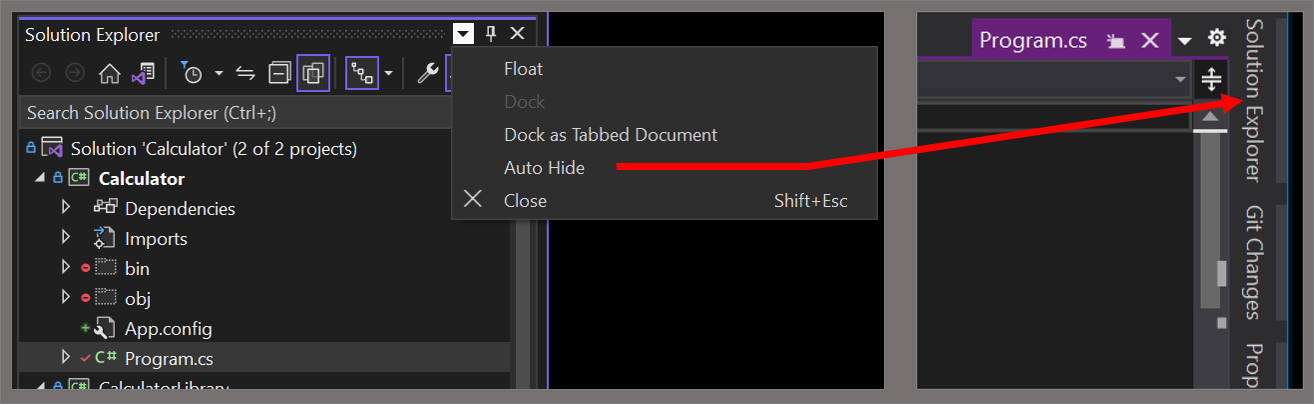 Solution Explorer
Search Solution Explorer (Ctrl+;)
Solution 'Calculator' (2 of 2 projects)
C# Calculator
Dependencies
Imports
bin
obj
App.config
C# Program.cs
C# CalculatorLibrary
Float
Dock
Dock as Tabbed Document
Auto Hide
Close Shift+Esc
Program.cs
Solution Explorer
Git Changes
Prop